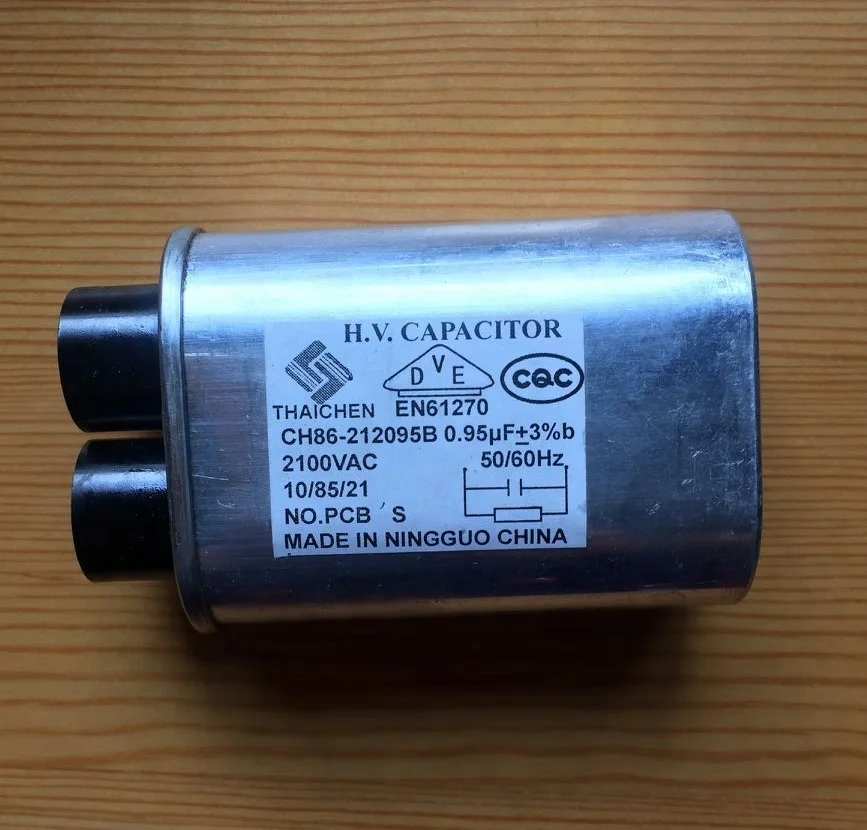 H.V. CAPACITOR
D V E
CQC
THAICHEN EN61270
CH86-212095B 0.95µF±3%b
2100VAC 50/60Hz
10/85/21
NO.PCB 'S
MADE IN NINGGUO CHINA